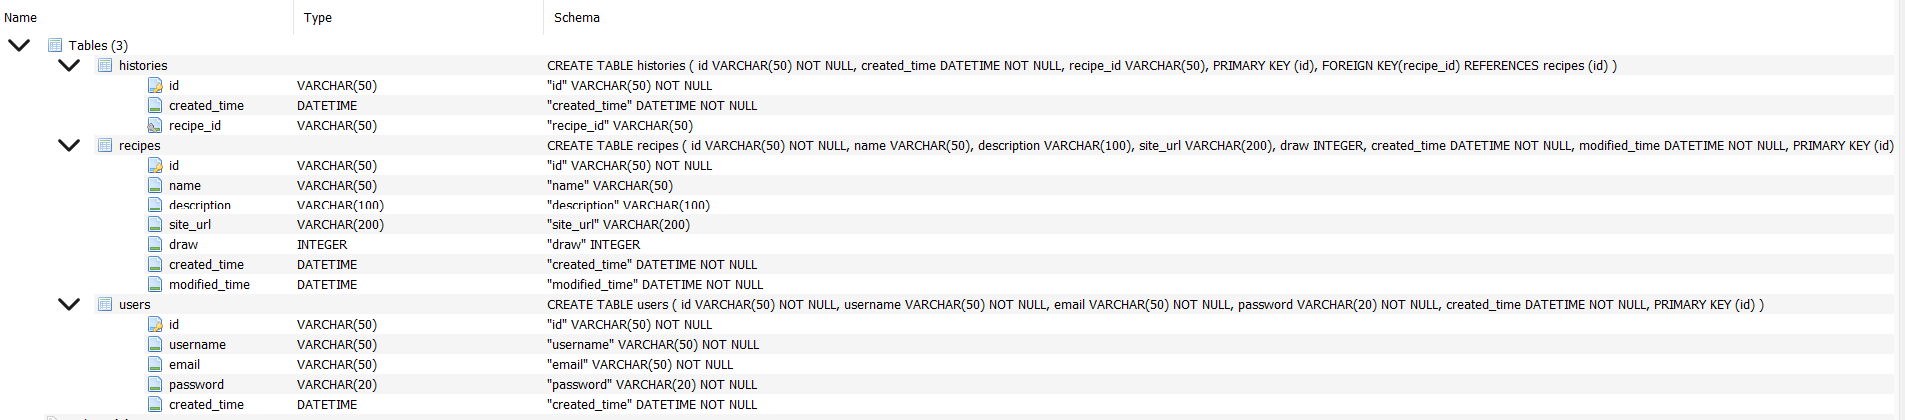 Name Type Schema
Tables (3)
histories CREATE TABLE histories ( id VARCHAR(50) NOT NULL, created_time DATETIME NOT NULL, recipe_id VARCHAR(50), PRIMARY KEY (id), FOREIGN KEY(recipe_id) REFERENCES recipes (id) )
id VARCHAR(50) "id" VARCHAR(50) NOT NULL
created_time DATETIME "created_time" DATETIME NOT NULL
recipe_id VARCHAR(50) "recipe_id" VARCHAR(50)
recipes CREATE TABLE recipes ( id VARCHAR(50) NOT NULL, name VARCHAR(50), description VARCHAR(100), site_url VARCHAR(200), draw INTEGER, created_time DATETIME NOT NULL, modified_time DATETIME NOT NULL, PRIMARY KEY (id)
id VARCHAR(50) "id" VARCHAR(50) NOT NULL
name VARCHAR(50) "name" VARCHAR(50)
description VARCHAR(100) "description" VARCHAR(100)
site_url VARCHAR(200) "site_url" VARCHAR(200)
draw INTEGER "draw" INTEGER
created_time DATETIME "created_time" DATETIME NOT NULL
modified_time DATETIME "modified_time" DATETIME NOT NULL
users CREATE TABLE users ( id VARCHAR(50) NOT NULL, username VARCHAR(50) NOT NULL, email VARCHAR(50) NOT NULL, password VARCHAR(20) NOT NULL, created_time DATETIME NOT NULL, PRIMARY KEY (id) )
id VARCHAR(50) "id" VARCHAR(50) NOT NULL
username VARCHAR(50) "username" VARCHAR(50) NOT NULL
email VARCHAR(50) "email" VARCHAR(50) NOT NULL
password VARCHAR(20) "password" VARCHAR(20) NOT NULL
created_time DATETIME "created_time" DATETIME NOT NULL